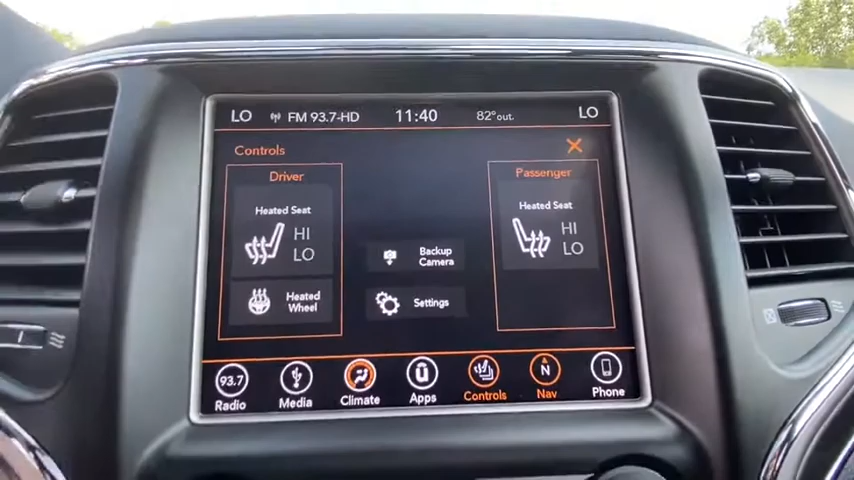 LO FM 93.7-HD 11:40 82°out. LO
Controls
Driver
Passenger
Heated Seat
HI
LO
Heated Seat
HI
LO
Backup
Camera
Heated
Wheel
Settings
93.7
N
Radio Media Climate Apps Controls Nav Phone